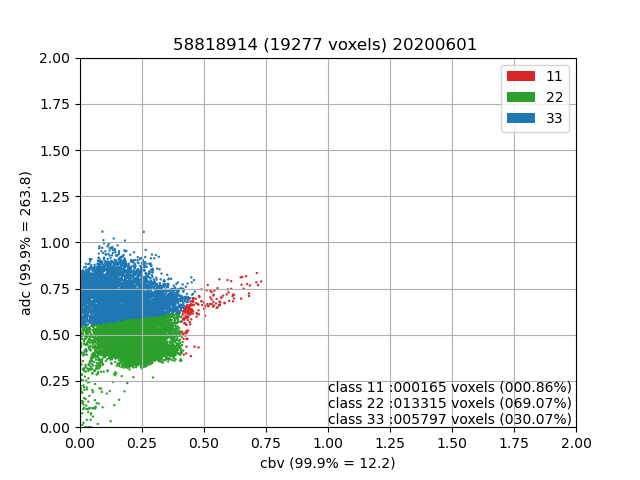 58818914 (19277 voxels) 20200601
2.00
1.75
1.50
1.25
1.00
0.75
0.50
0.25
0.00
adc (99.9% = 263.8)
11
22
33
class 11 :000165 voxels (000.86%)
class 22 :013315 voxels (069.07%)
class 33 :005797 voxels (030.07%)
0.00 0.25 0.50 0.75 1.00 1.25 1.50 1.75 2.00
cbv (99.9% = 12.2)